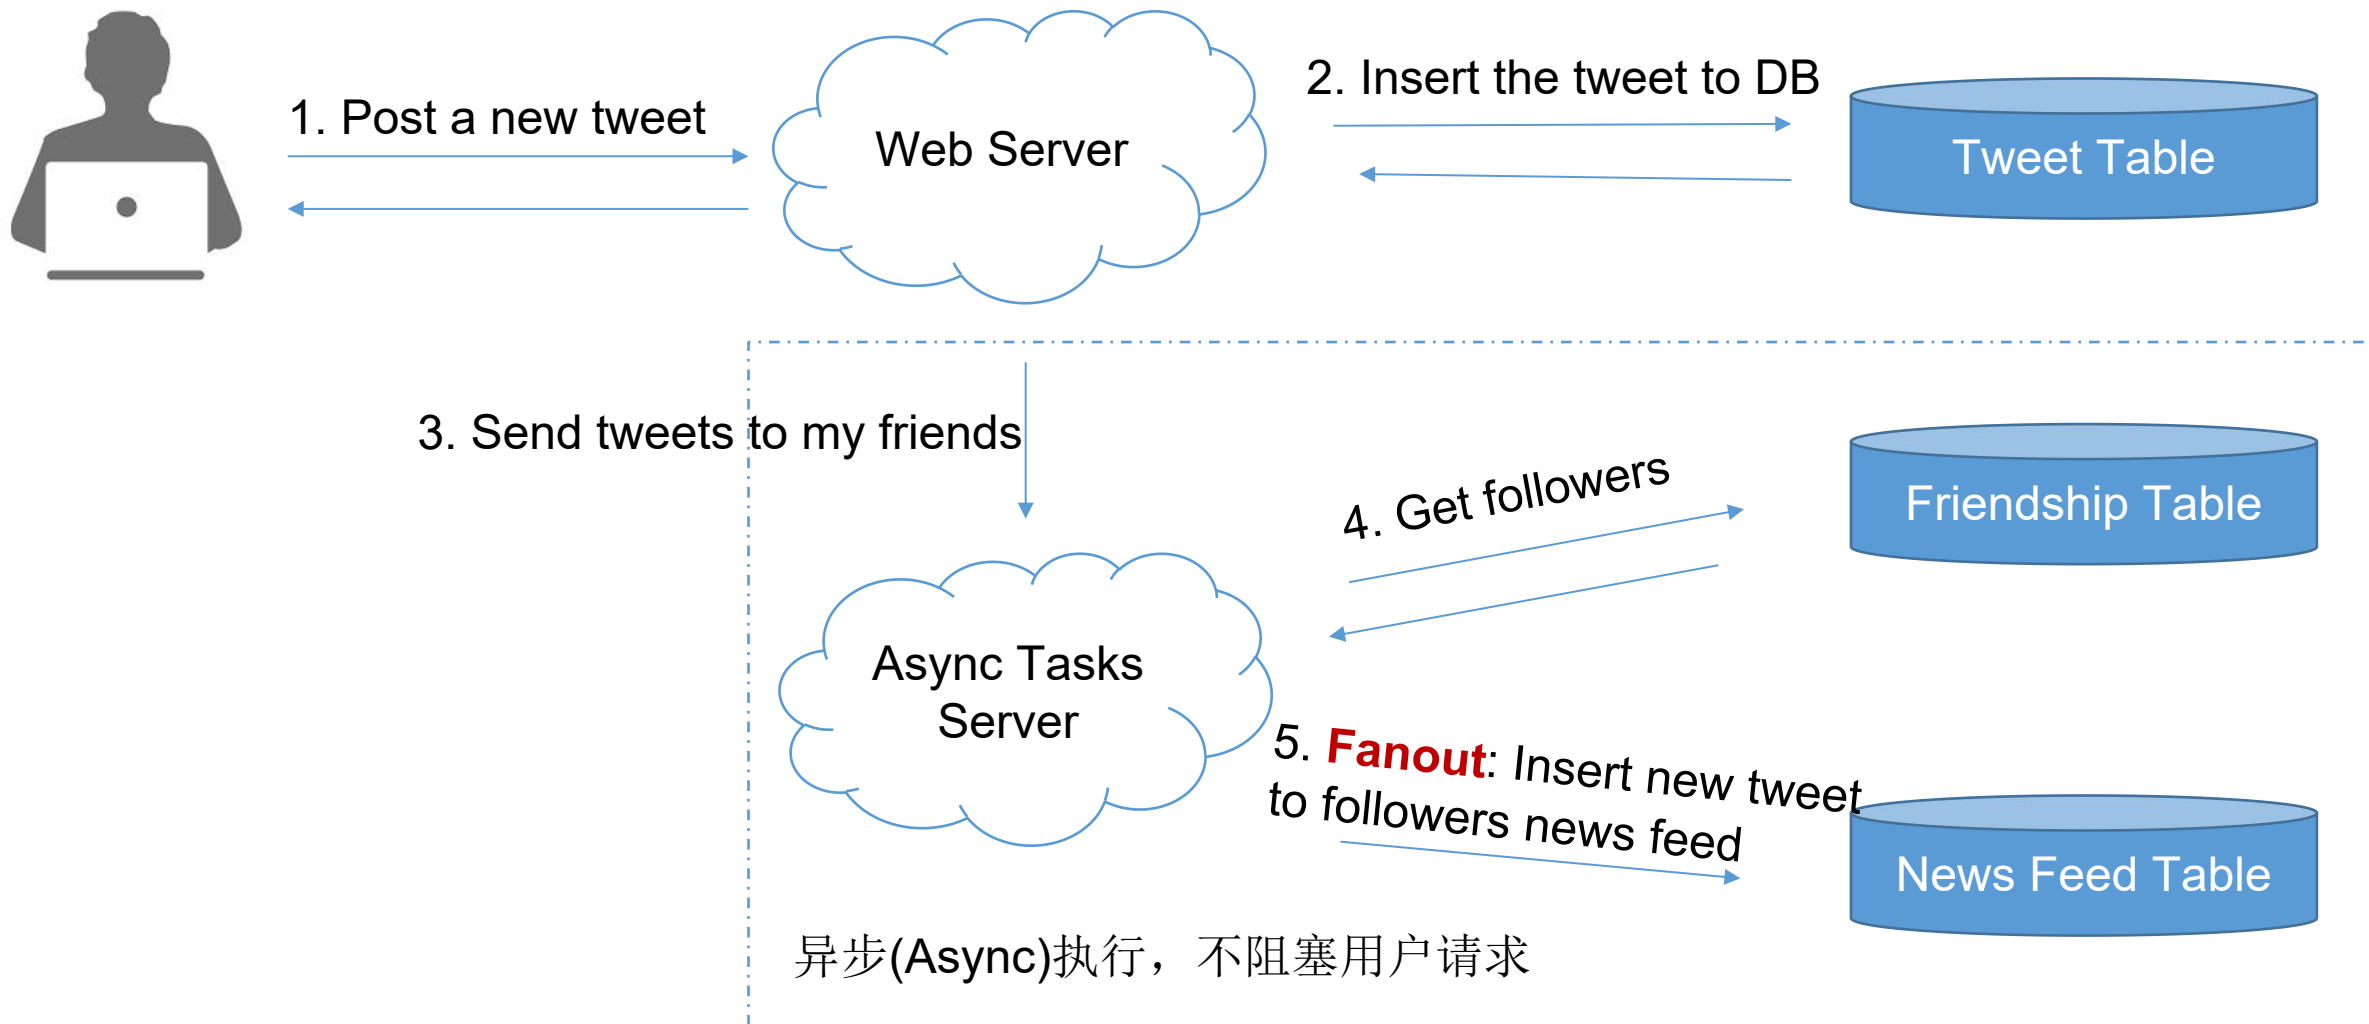 1. Post a new tweet
Web Server
2. Insert the tweet to DB
Tweet Table
3. Send tweets to my friends
4. Get followers
Friendship Table
Async Tasks
Server
5. Fanout: Insert new tweet
to followers news feed
News Feed Table
异步(Async)执行，不阻塞用户请求